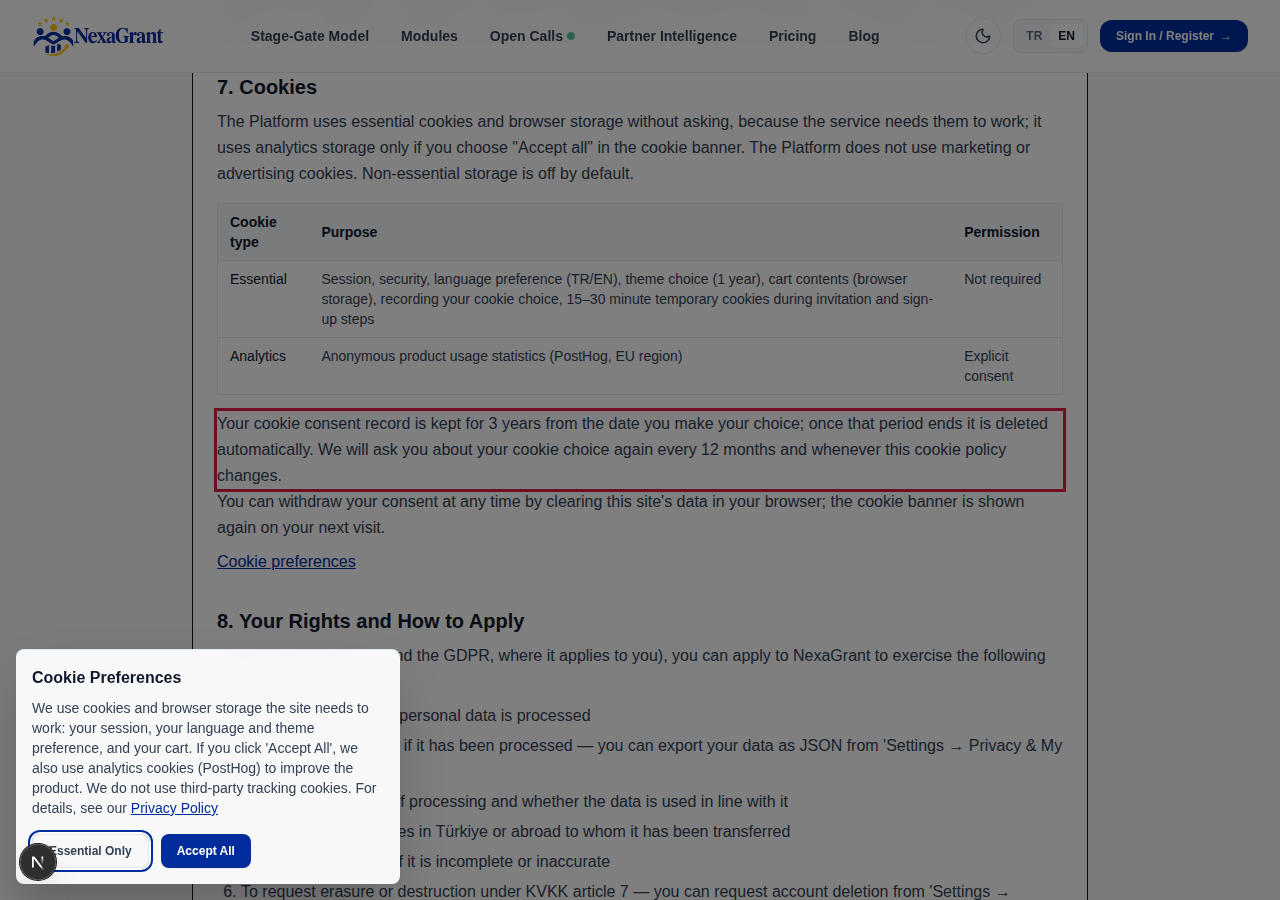 NexaGrant
Stage-Gate Model
Modules
Open Calls
Partner Intelligence
Pricing
Blog
TR
EN
Sign In / Register →
7. Cookies
The Platform uses essential cookies and browser storage without asking, because the service needs them to work; it
uses analytics storage only if you choose "Accept all" in the cookie banner. The Platform does not use marketing or
advertising cookies. Non-essential storage is off by default.
Cookie type
Purpose
Permission
Essential
Session, security, language preference (TR/EN), theme choice (1 year), cart contents (browser
storage), recording your cookie choice, 15–30 minute temporary cookies during invitation and sign-
up steps
Not required
Analytics
Anonymous product usage statistics (PostHog, EU region)
Explicit
consent
Your cookie consent record is kept for 3 years from the date you make your choice; once that period ends it is deleted
automatically. We will ask you about your cookie choice again every 12 months and whenever this cookie policy
changes.
You can withdraw your consent at any time by clearing this site's data in your browser; the cookie banner is shown
again on your next visit.
Cookie preferences
8. Your Rights and How to Apply
nd the GDPR, where it applies to you), you can apply to NexaGrant to exercise the following
personal data is processed
if it has been processed — you can export your data as JSON from 'Settings → Privacy & My
f processing and whether the data is used in line with it
es in Türkiye or abroad to whom it has been transferred
f it is incomplete or inaccurate
6. To request erasure or destruction under KVKK article 7 — you can request account deletion from 'Settings →
Cookie Preferences
We use cookies and browser storage the site needs to
work: your session, your language and theme
preference, and your cart. If you click 'Accept All', we
also use analytics cookies (PostHog) to improve the
product. We do not use third-party tracking cookies. For
details, see our Privacy Policy
Essential Only
Accept All
N